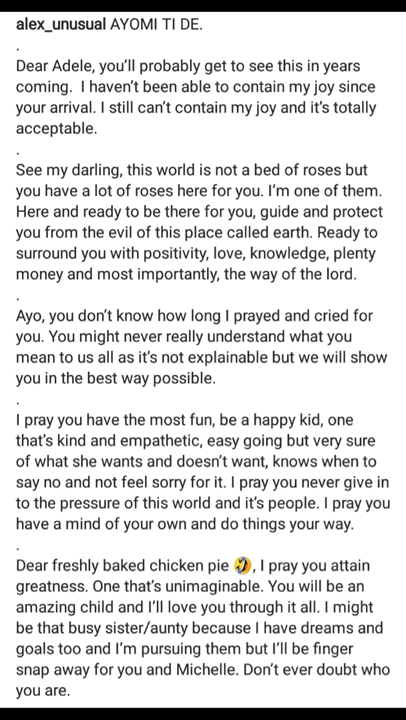 alex_unusual AYOMI TI DE.
.
Dear Adele, you'll probably get to see this in years
coming.  I haven't been able to contain my joy since
your arrival. I still can't contain my joy and it's totally
acceptable.
.
See my darling, this world is not a bed of roses but
you have a lot of roses here for you. I'm one of them.
Here and ready to be there for you, guide and protect
you from the evil of this place called earth. Ready to
surround you with positivity, love, knowledge, plenty
money and most importantly, the way of the lord.
.
Ayo, you don't know how long I prayed and cried for
you. You might never really understand what you
mean to us all as it's not explainable but we will show
you in the best way possible.
.
I pray you have the most fun, be a happy kid, one
that's kind and empathetic, easy going but very sure
of what she wants and doesn't want, knows when to
say no and not feel sorry for it. I pray you never give in
to the pressure of this world and it's people. I pray you
have a mind of your own and do things your way.
.
Dear freshly baked chicken pie 🤣, I pray you attain
greatness. One that's unimaginable. You will be an
amazing child and I'll love you through it all. I might
be that busy sister/aunty because I have dreams and
goals too and I'm pursuing them but I'll be finger
snap away for you and Michelle. Don't ever doubt who
you are.